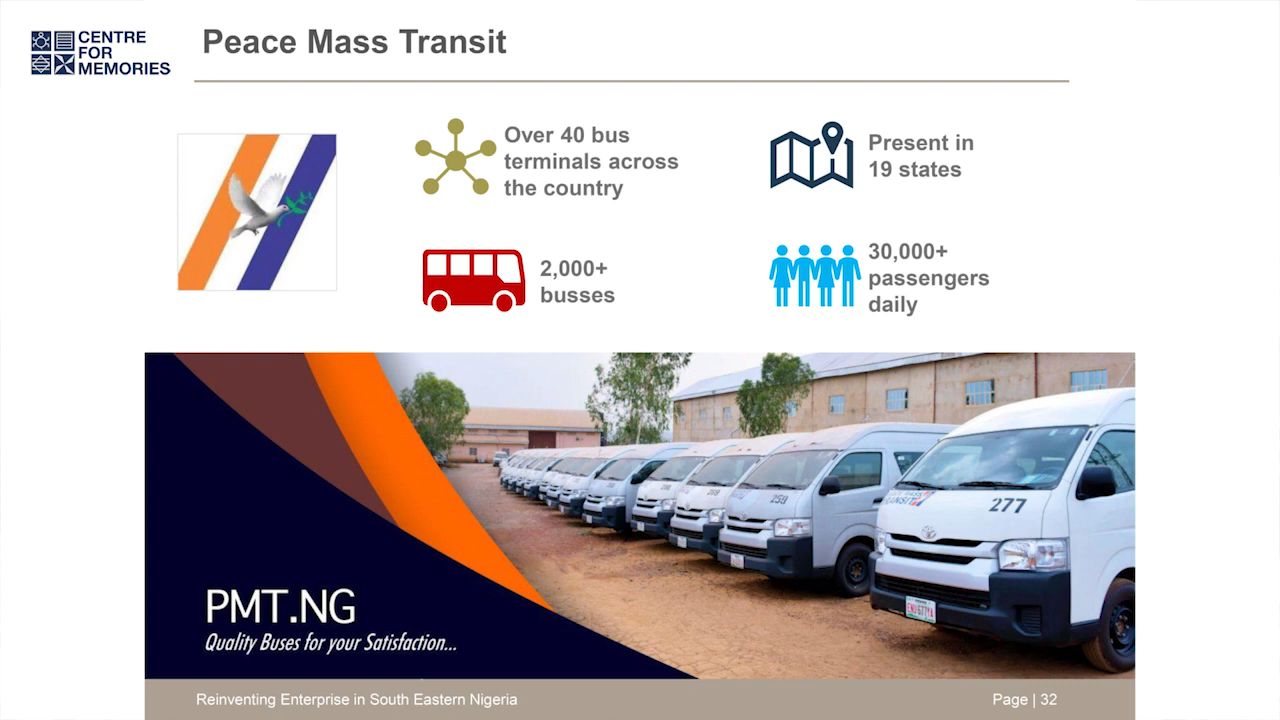 CENTRE
FOR
MEMORIES
Peace Mass Transit
Over 40 bus
terminals across
the country
Present in
19 states
2,000+
busses
30,000+
passengers
daily
259
277
TRANSIT
PMT.NG
Quality Buses for your Satisfaction...
Reinventing Enterprise in South Eastern Nigeria
Page | 32